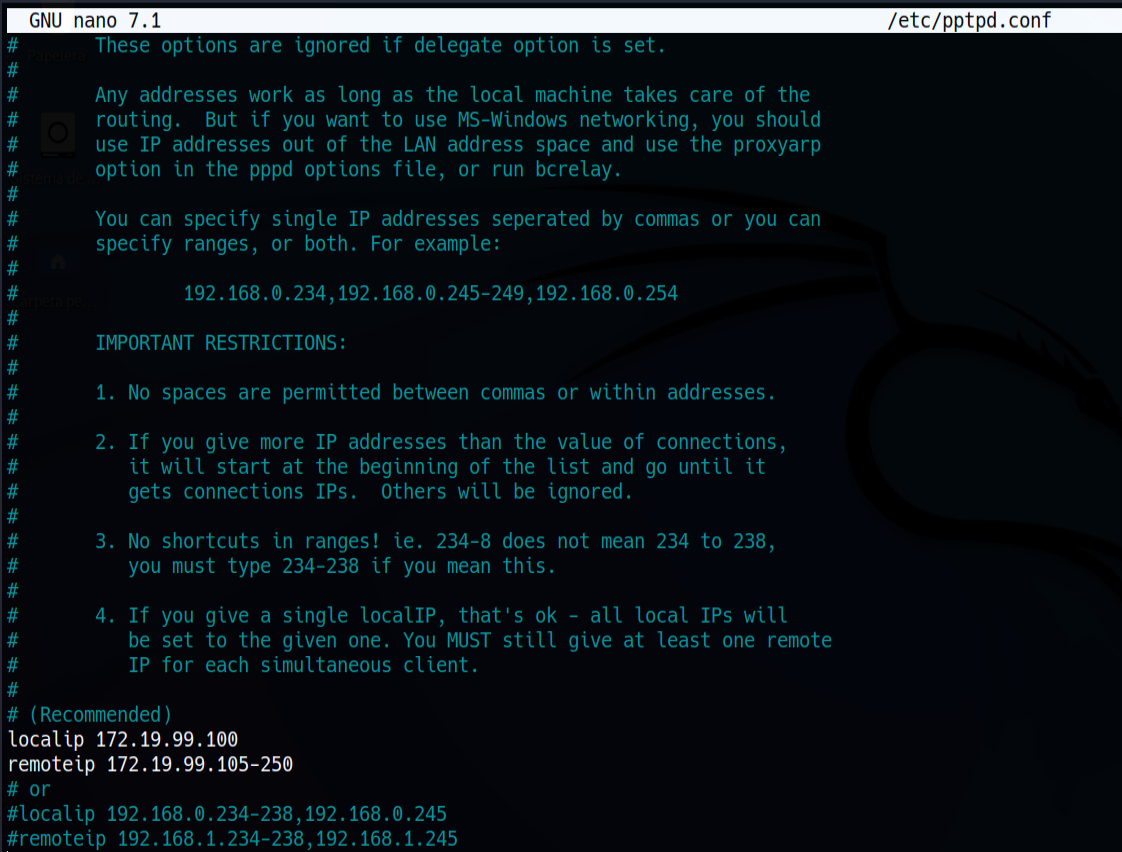 GNU nano 7.1 /etc/pptpd.conf
# These options are ignored if delegate option is set.
#
# Any addresses work as long as the local machine takes care of the
# routing.  But if you want to use MS-Windows networking, you should
# use IP addresses out of the LAN address space and use the proxyarp
# option in the pppd options file, or run bcrelay.
#
# You can specify single IP addresses seperated by commas or you can
# specify ranges, or both. For example:
#
# 192.168.0.234,192.168.0.245-249,192.168.0.254
#
# IMPORTANT RESTRICTIONS:
#
# 1. No spaces are permitted between commas or within addresses.
#
# 2. If you give more IP addresses than the value of connections,
# it will start at the beginning of the list and go until it
# gets connections IPs.  Others will be ignored.
#
# 3. No shortcuts in ranges! ie. 234-8 does not mean 234 to 238,
# you must type 234-238 if you mean this.
#
# 4. If you give a single localIP, that's ok - all local IPs will
# be set to the given one. You MUST still give at least one remote
# IP for each simultaneous client.
#
# (Recommended)
localip 172.19.99.100
remoteip 172.19.99.105-250
# or
#localip 192.168.0.234-238,192.168.0.245
#remoteip 192.168.1.234-238,192.168.1.245